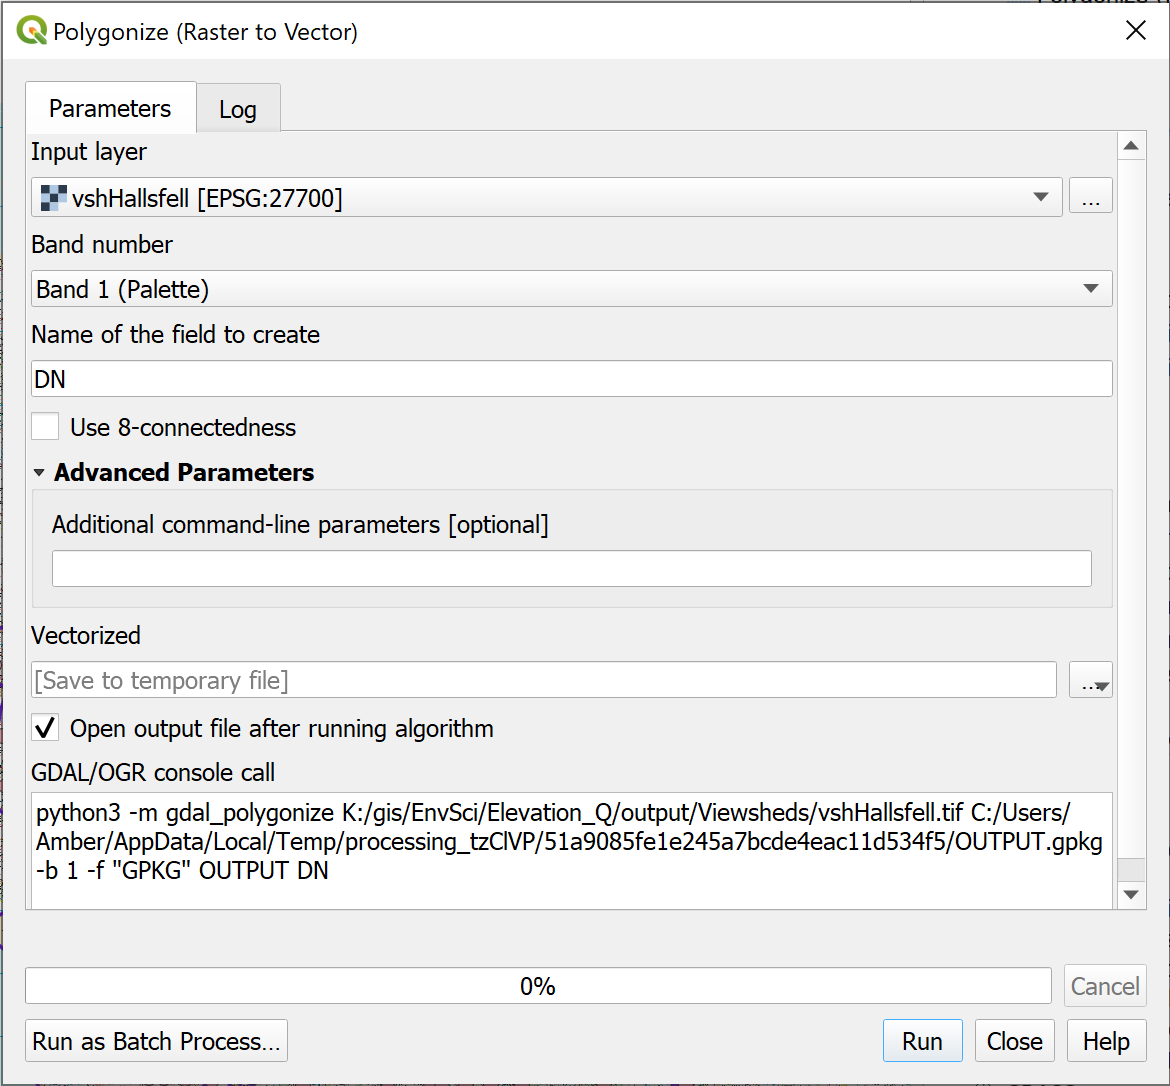 Polygonize (Raster to Vector)
Parameters
Log
Input layer
vshHallsfell [EPSG:27700]
...
Band number
Band 1 (Palette)
Name of the field to create
DN
Use 8-connectedness
Advanced Parameters
Additional command-line parameters [optional]
Vectorized
[Save to temporary file]
...
Open output file after running algorithm
GDAL/OGR console call
python3 -m gdal_polygonize K:/gis/EnvSci/Elevation_Q/output/Viewsheds/vshHallsfell.tif C:/Users/
Amber/AppData/Local/Temp/processing_tzClVP/51a9085fe1e245a7bcde4eac11d534f5/OUTPUT.gpkg
-b 1 -f "GPKG" OUTPUT DN
0%
Cancel
Run as Batch Process...
Run
Close
Help